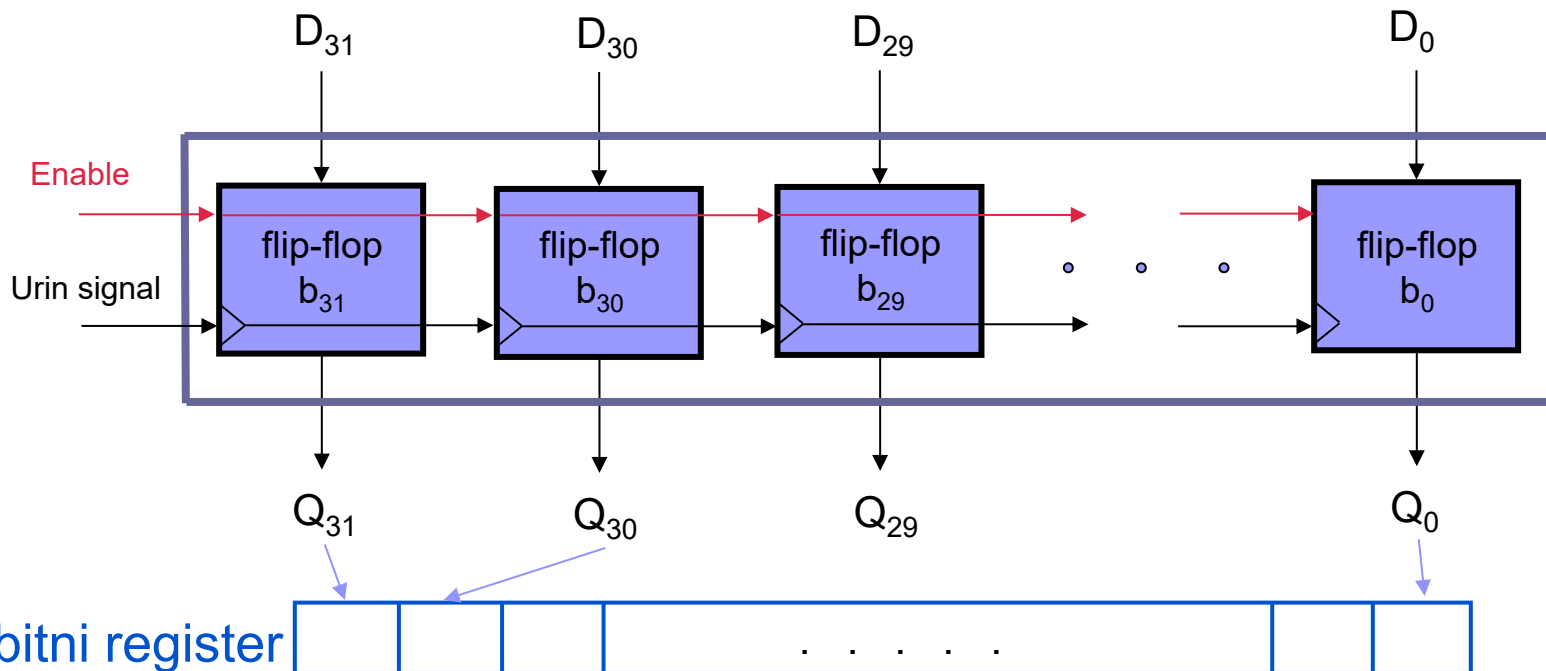 D31 D30 D29 D0
Enable
flip-flop flip-flop flip-flop flip-flop
Urin signal
b31 b30 b29 b0
. . .
Q31 Q30 Q29 Q0
bitni register . . . . .